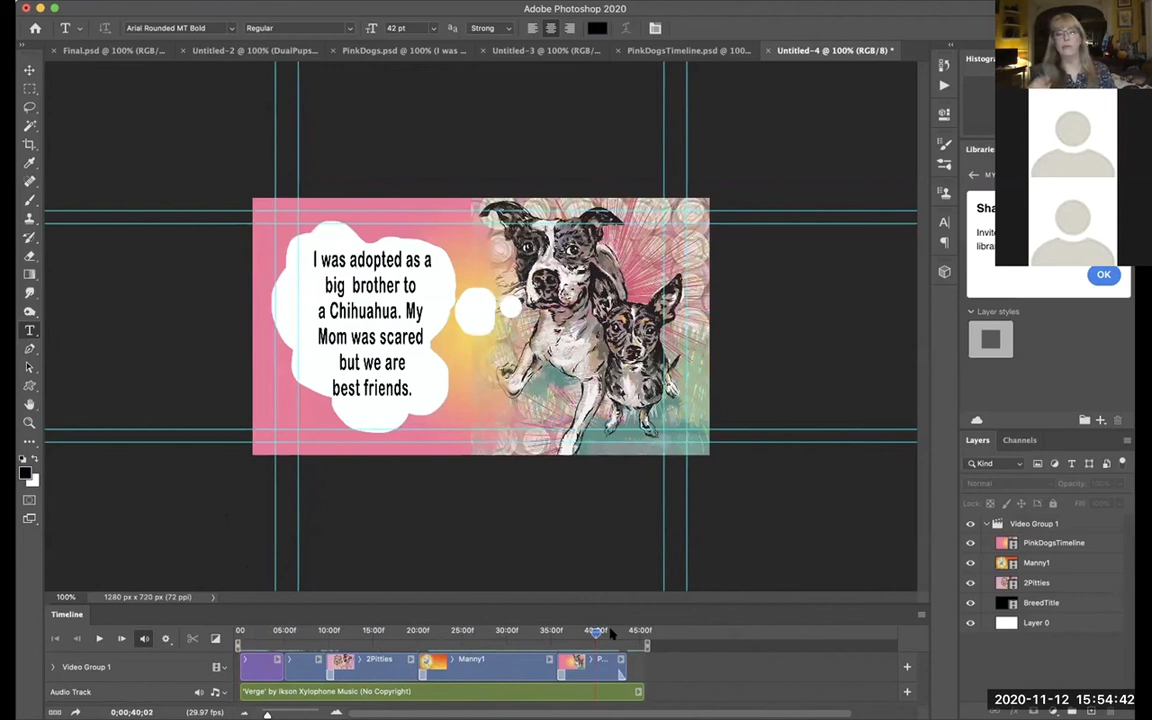 Adobe Photoshop 2020
Arial Rounded MT Bold
Regular
42 pt
Strong
Final.psd @ 100% (RGB/...
Untitled-2 @ 100% (DualPups...
PinkDogs.psd @ 100% (I was ...
Untitled-3 @ 100% (RGB/...
PinkDogsTimeline.psd @ 100...
Untitled-4 @ 100% (RGB/8) *
Histogr
Libraries
OK
Layer styles
I was adopted as a
big brother to
a Chihuahua. My
Mom was scared
but we are
best friends.
Layers
Channels
Kind
Normal
Opacity: 100%
Lock:
Fill: 100%
Video Group 1
PinkDogsTimeline
Manny1
2Pitties
BreedTitle
Layer 0
100%
1280 px x 720 px (72 ppi)
Timeline
00
05:00f
10:00f
15:00f
20:00f
25:00f
30:00f
35:00f
45:00f
Video Group 1
2Pitties
Manny1
P...
Audio Track
'Verge' by Ikson Xylophone Music (No Copyright)
0;00;40;02
(29.97 fps)
2020-11-12 15:54:42